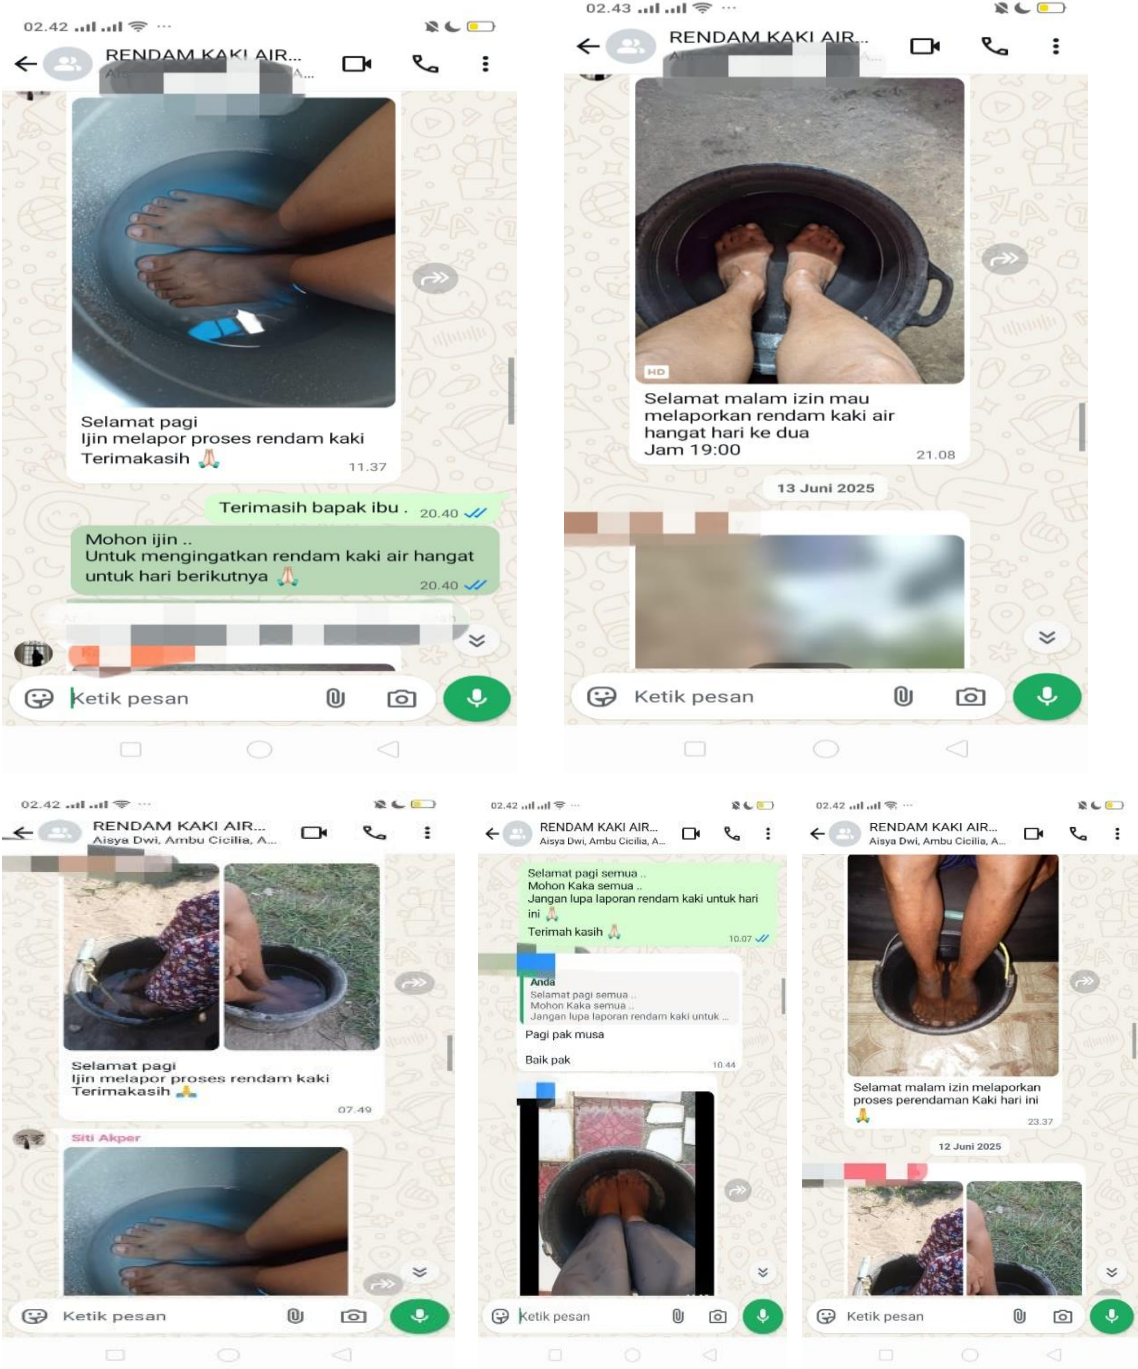 02.42
RENDAM KAKI AIR...
Selamat pagi
Ijin melapor proses rendam kaki
Terimakasih 🙏🏻
11.37
Terimasih bapak ibu .
20.40
Mohon ijin ..
Untuk mengingatkan rendam kaki air hangat
untuk hari berikutnya 🙏🏻
20.40
Ketik pesan
02.43
RENDAM KAKI AIR...
HD
Selamat malam izin mau
melaporkan rendam kaki air
hangat hari ke dua
Jam 19:00
21.08
13 Juni 2025
Ketik pesan
02.42
RENDAM KAKI AIR...
Aisya Dwi, Ambu Cicilia, A...
Selamat pagi
Ijin melapor proses rendam kaki
Terimakasih 🙏
07.49
Siti Akper
Ketik pesan
02.42
RENDAM KAKI AIR...
Aisya Dwi, Ambu Cicilia, A...
Selamat pagi semua ..
Mohon Kaka semua ..
Jangan lupa laporan rendam kaki untuk hari
ini 🙏🏻
Terimah kasih 🙏🏻
10.07
Anda
Selamat pagi semua ..
Mohon Kaka semua ..
Jangan lupa laporan rendam kaki untuk ...
Pagi pak musa
Baik pak
10.44
Ketik pesan
02.42
RENDAM KAKI AIR...
Aisya Dwi, Ambu Cicilia, A...
Selamat malam izin melaporkan
proses perendaman Kaki hari ini
🙏
23.37
12 Juni 2025
Ketik pesan